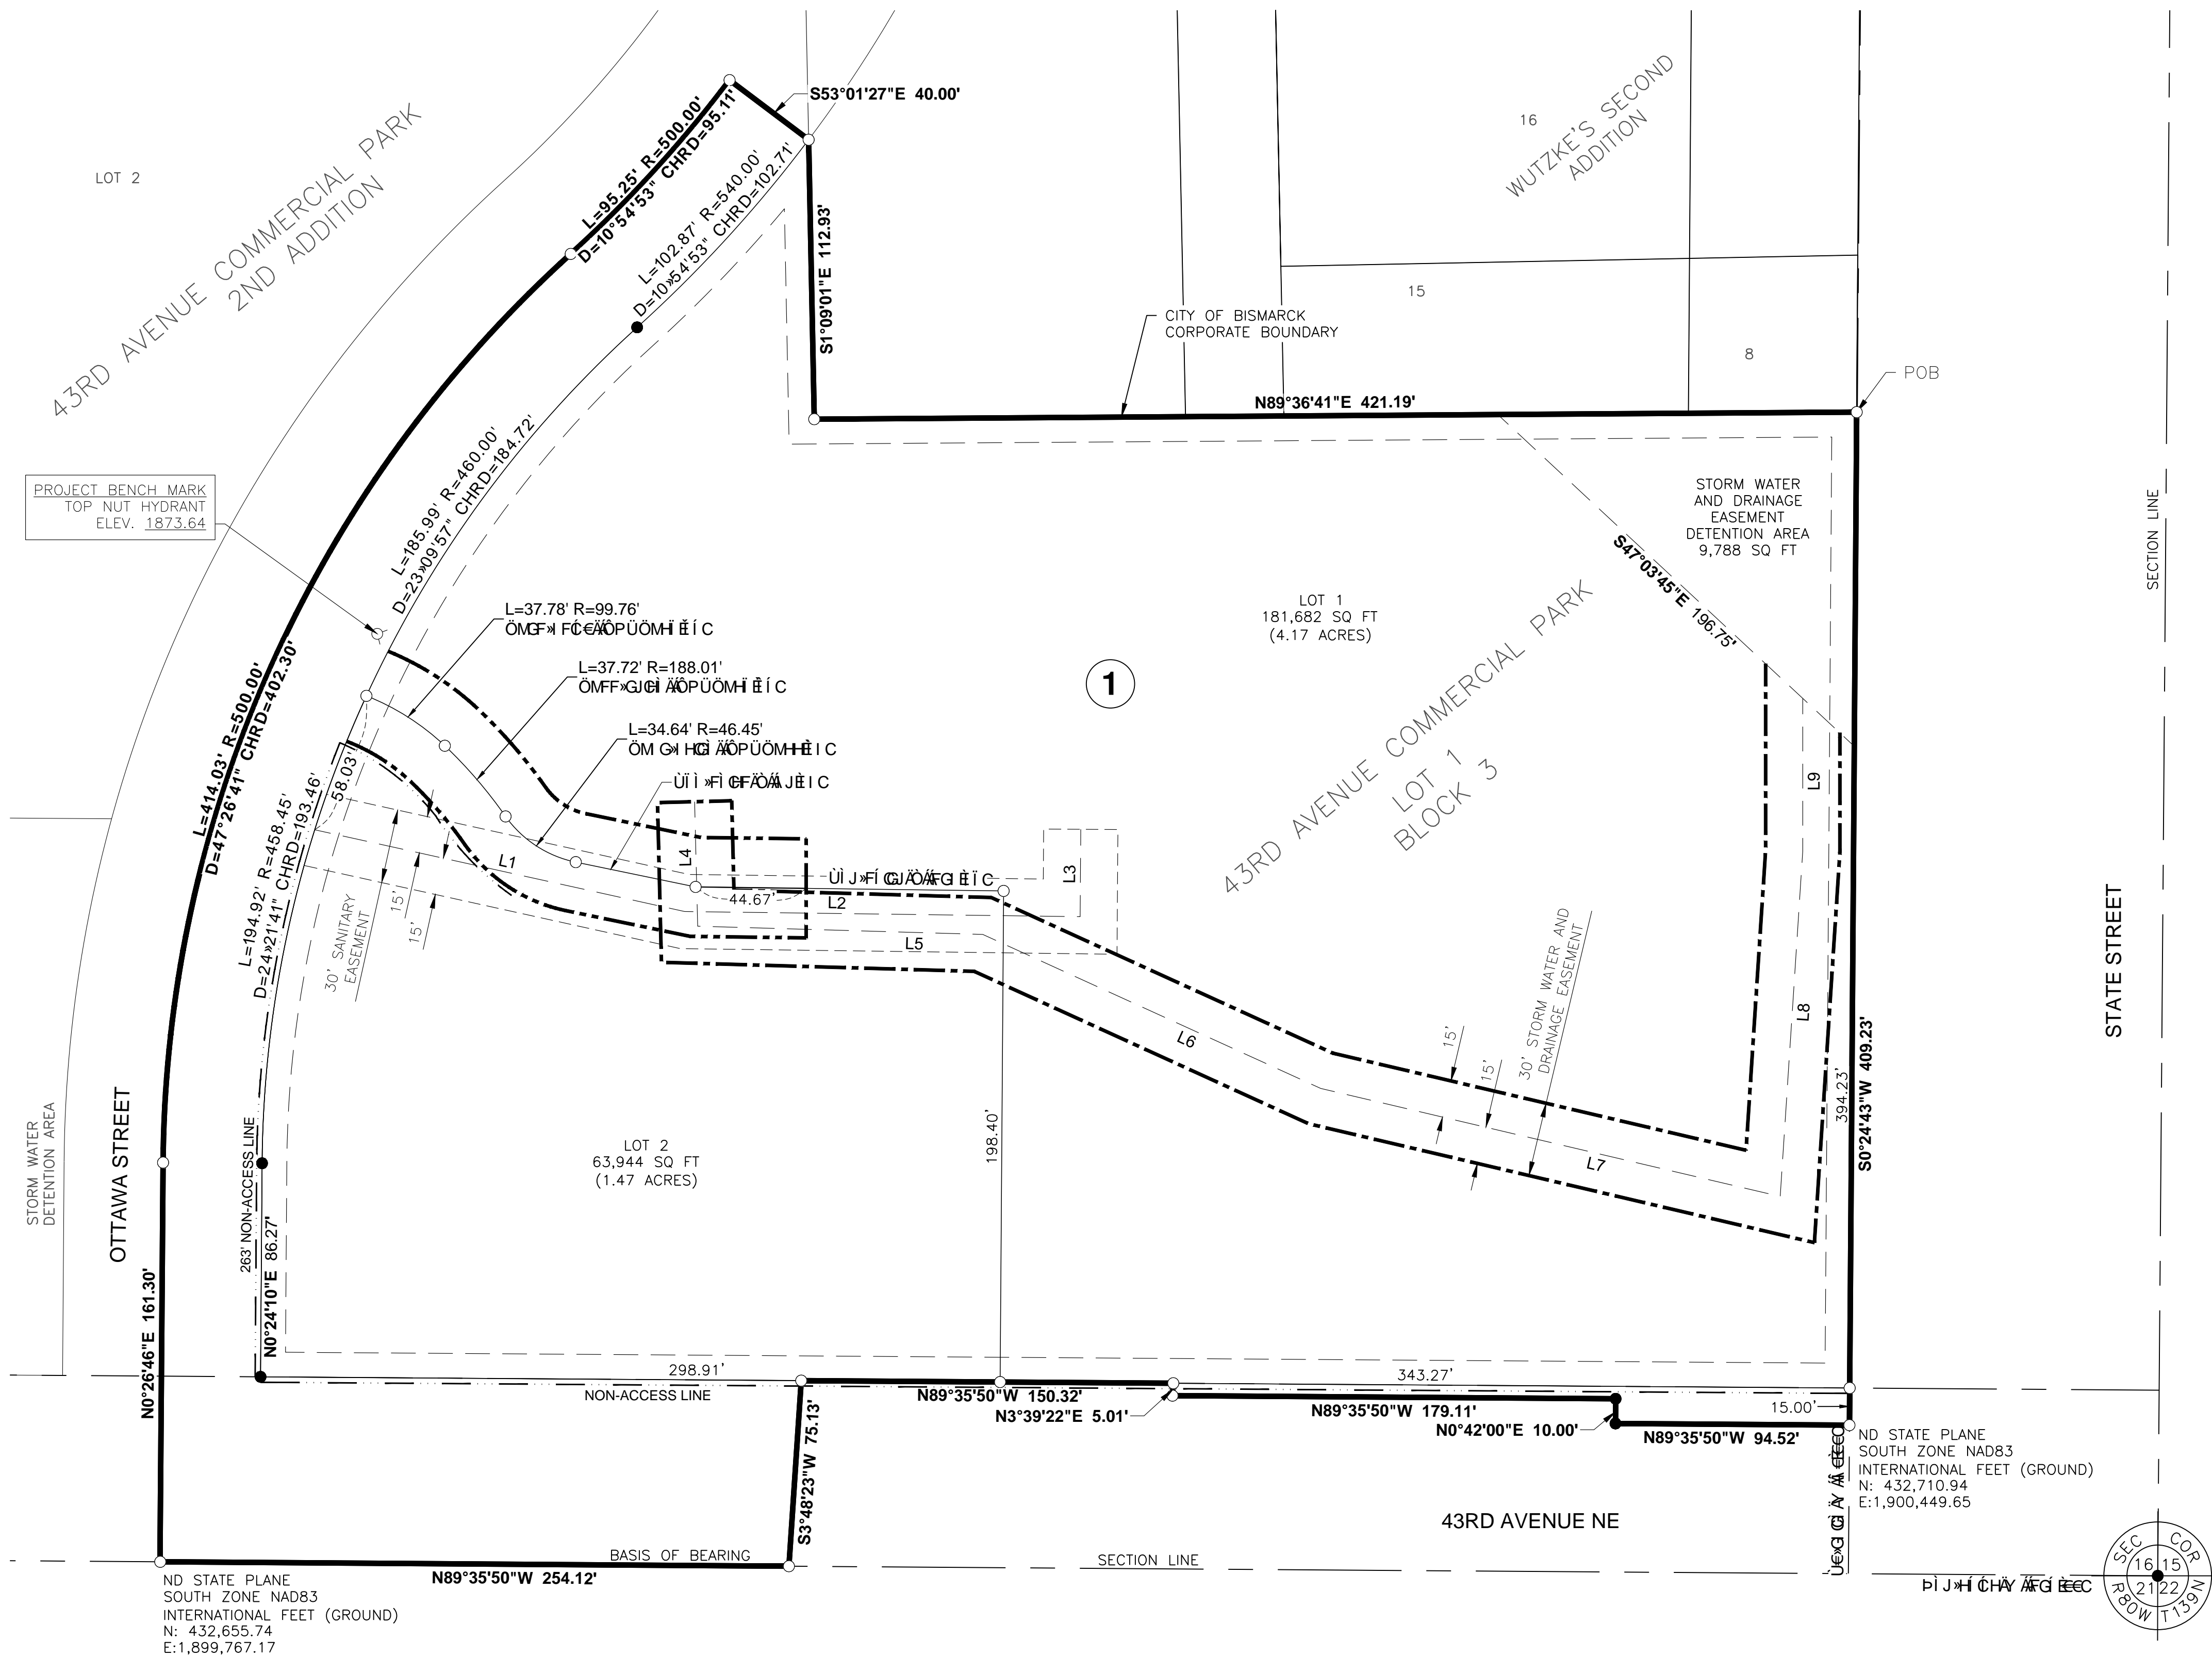 S53°01'27"E 40.00'
L=95.25' R=500.00'
D=10°54'53" CHRD=95.11'
L=102.87' R=540.00'
D=10»54'53" CHRD=102.71'
S1°09'01"E 112.93'
LOT 2
43RD AVENUE COMMERCIAL PARK
2ND ADDITION
16
WUTZKE'S SECOND
ADDITION
15
8
CITY OF BISMARCK
CORPORATE BOUNDARY
POB
N89°36'41"E 421.19'
PROJECT BENCH MARK
TOP NUT HYDRANT
ELEV. 1873.64
L=185.99' R=460.00'
D=23»09'57" CHRD=184.72'
STORM WATER
AND DRAINAGE
EASEMENT
DETENTION AREA
9,788 SQ FT
S47°03'45"E 196.75'
SECTION LINE
L=37.78' R=99.76'
L=37.72' R=188.01'
L=34.64' R=46.45'
LOT 1
181,682 SQ FT
(4.17 ACRES)
1
43RD AVENUE COMMERCIAL PARK
LOT 1
BLOCK 3
L=414.03' R=500.00'
D=47°26'41" CHRD=402.30'
L=194.92' R=458.45'
D=24»21'41" CHRD=193.46'
58.03'
L1
L4
L3
44.67'
L2
L5
L9
15'
15'
30' SANITARY
EASEMENT
L6
L8
15'
15'
30' STORM WATER AND
DRAINAGE EASEMENT
L7
STATE STREET
394.23'
S0°24'43"W 409.23'
198.40'
LOT 2
63,944 SQ FT
(1.47 ACRES)
STORM WATER
DETENTION AREA
OTTAWA STREET
263' NON-ACCESS LINE
N0°24'10"E 86.27'
N0°26'46"E 161.30'
298.91'
NON-ACCESS LINE
N89°35'50"W 150.32'
N3°39'22"E 5.01'
343.27'
N89°35'50"W 179.11'
N0°42'00"E 10.00'
15.00'
N89°35'50"W 94.52'
S3°48'23"W 75.13'
ND STATE PLANE
SOUTH ZONE NAD83
INTERNATIONAL FEET (GROUND)
N: 432,710.94
E:1,900,449.65
43RD AVENUE NE
BASIS OF BEARING
SECTION LINE
N89°35'50"W 254.12'
ND STATE PLANE
SOUTH ZONE NAD83
INTERNATIONAL FEET (GROUND)
N: 432,655.74
E:1,899,767.17
SEC COR
16 15
21 22
R80W T139N